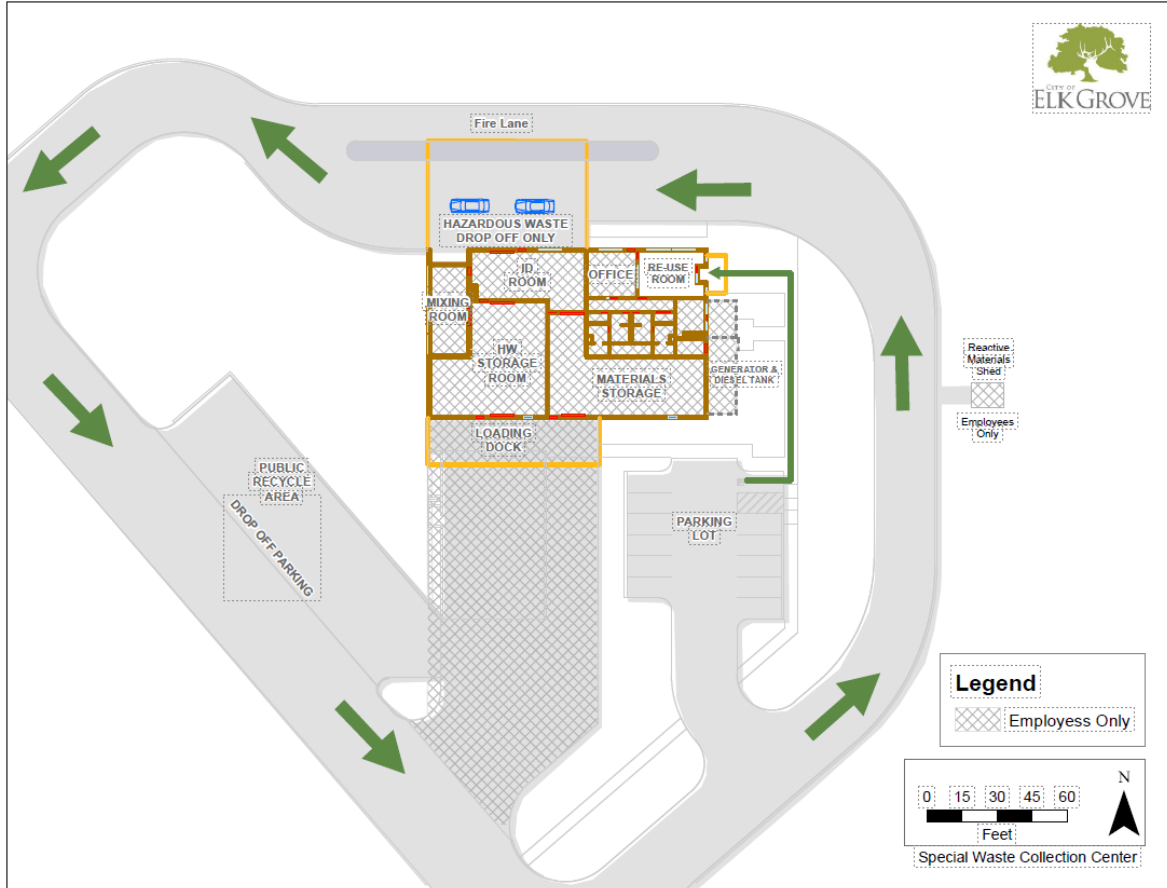 CITY OF
ELK GROVE
Fire Lane
HAZARDOUS WASTE
DROP OFF ONLY
ID
ROOM
OFFICE
RE-USE
ROOM
MIXING
ROOM
HW
STORAGE
ROOM
MATERIALS
STORAGE
GENERATOR &
DIESEL TANK
Reactive
Materials
Shed
Employees
Only
LOADING
DOCK
PUBLIC
RECYCLE
AREA
DROP OFF PARKING
PARKING
LOT
Legend
Employess Only
N
0 15 30 45 60
Feet
Special Waste Collection Center